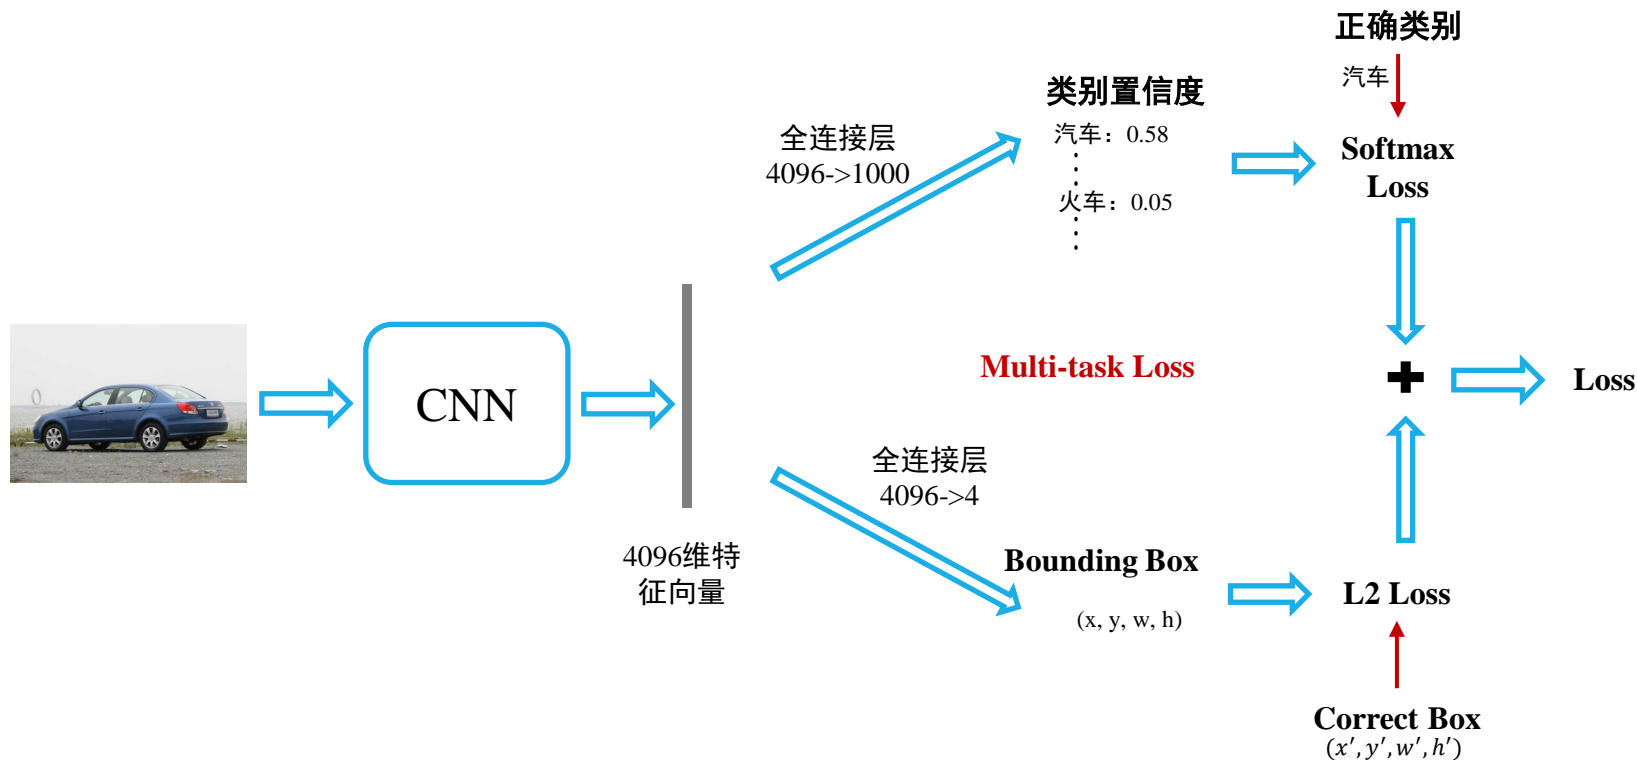 正确类别
汽车
类别置信度
汽车：0.58
火车：0.05
全连接层
4096->1000
Softmax
Loss
CNN
Multi-task Loss
+
Loss
4096维特
征向量
全连接层
4096->4
Bounding Box
(x, y, w, h)
L2 Loss
Correct Box
(x′, y′, w′, h′)